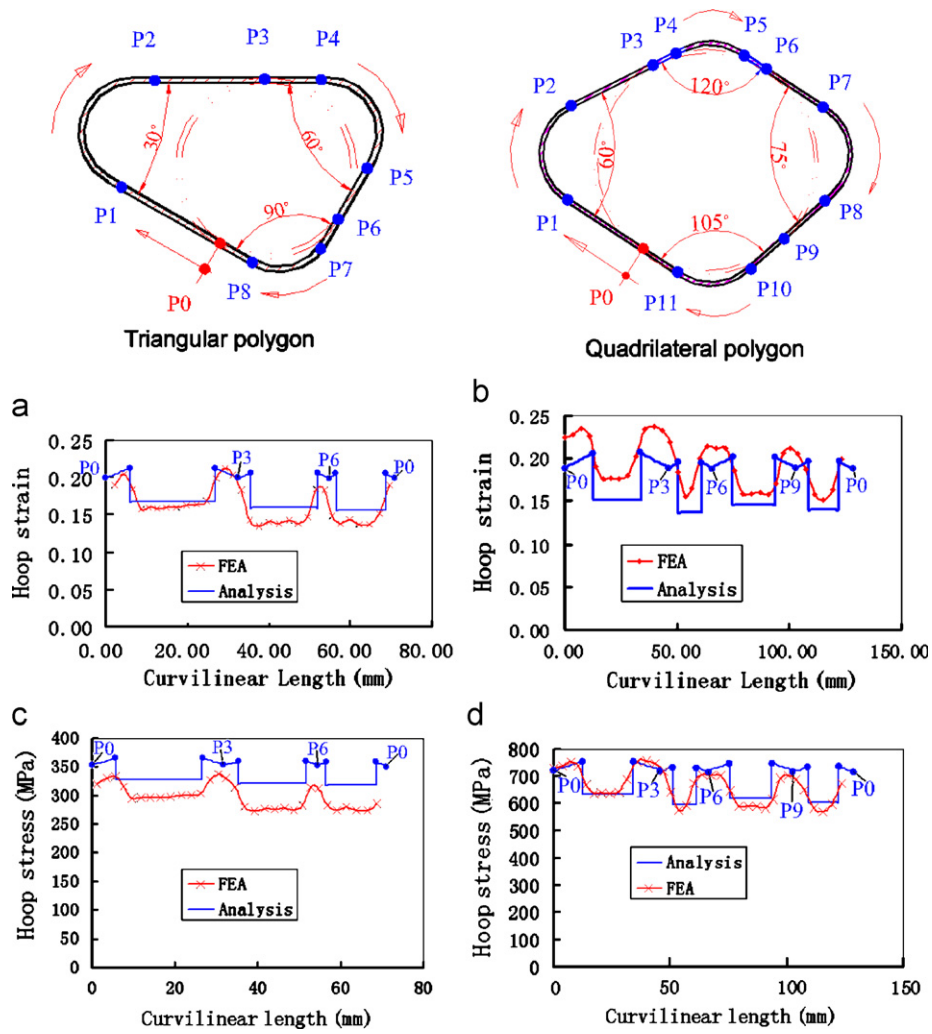 P2 P3 P4
30°
60°
P5
P1
90°
P6
P7
P0
P8
Triangular polygon
P4 P5
P3
P6
P2
P7
120°
60°
75°
P1
P8
105°
P9
P0
P11
P10
Quadrilateral polygon
a
Hoop strain
0.25
0.20
0.15
0.10
0.05
0.00
P0
P3
P6
P0
FEA
Analysis
0.00 20.00 40.00 60.00 80.00
Curvilinear Length (mm)
b
Hoop strain
0.25
0.20
0.15
0.10
0.05
0.00
P0
P3
P6
P9
P0
FEA
Analysis
0.00 50.00 100.00 150.00
Curvilinear Length (mm)
c
Hoop stress (MPa)
400
350
300
250
200
150
100
50
0
P0
P3
P6
P0
FEA
Analysis
0 20 40 60 80
Curvilinear length (mm)
d
Hoop stress (MPa)
800
700
600
500
400
300
200
100
0
P0
P3
P6
P9
P0
Analysis
FEA
0 50 100 150
Curvilinear length (mm)